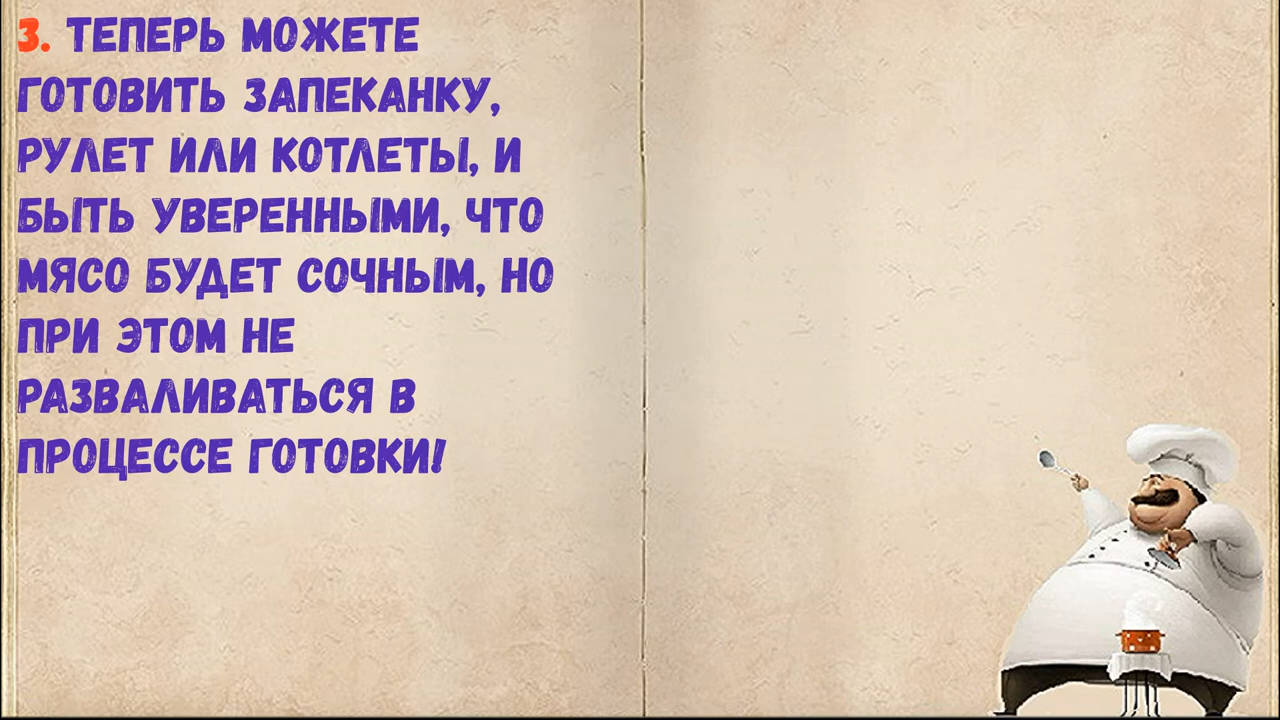 3. ТЕПЕРЬ МОЖЕТЕ
ГОТОВИТЬ ЗАПЕКАНКУ,
РУЛЕТ ИЛИ КОТЛЕТЫ, И
БЫТЬ УВЕРЕННЫМИ, ЧТО
МЯСО БУДЕТ СОЧНЫМ, НО
ПРИ ЭТОМ НЕ
РАЗВАЛИВАТЬСЯ В
ПРОЦЕССЕ ГОТОВКИ!